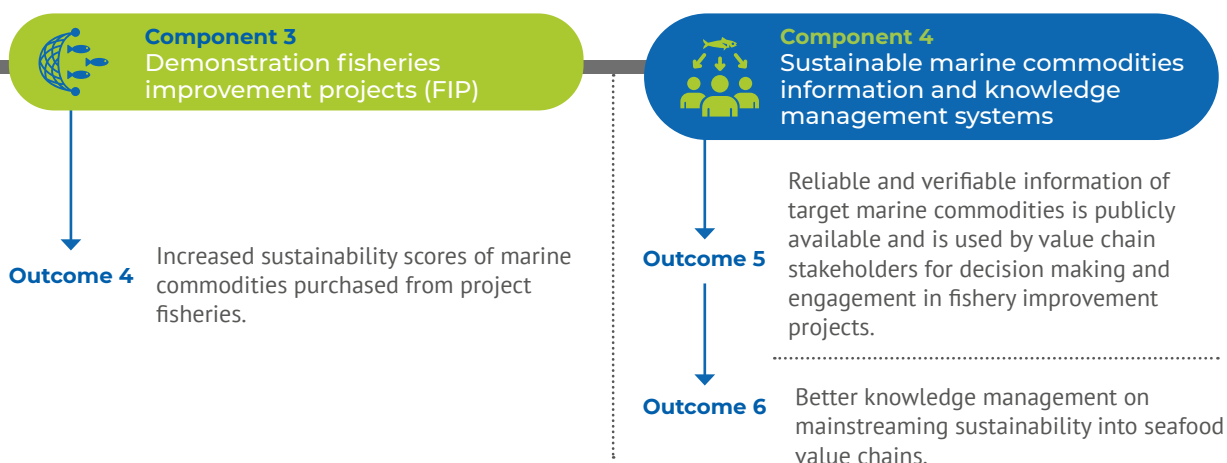 Component 3
Demonstration fisheries
improvement projects (FIP)
Outcome 4
Increased sustainability scores of marine
commodities purchased from project
fisheries.
Component 4
Sustainable marine commodities
information and knowledge
management systems
Outcome 5
Reliable and verifiable information of
target marine commodities is publicly
available and is used by value chain
stakeholders for decision making and
engagement in fishery improvement
projects.
Outcome 6
Better knowledge management on
mainstreaming sustainability into seafood
value chains.